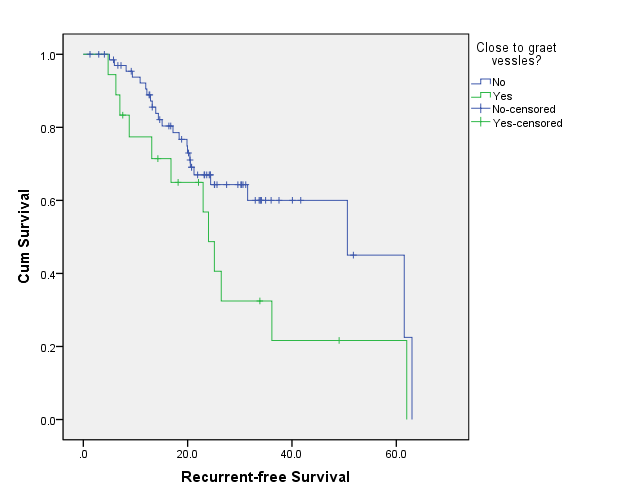 Close to graet
vessles?
No
Yes
No-censored
Yes-censored
1.0
0.8
0.6
0.4
0.2
0.0
Cum Survival
.0 20.0 40.0 60.0
Recurrent-free Survival